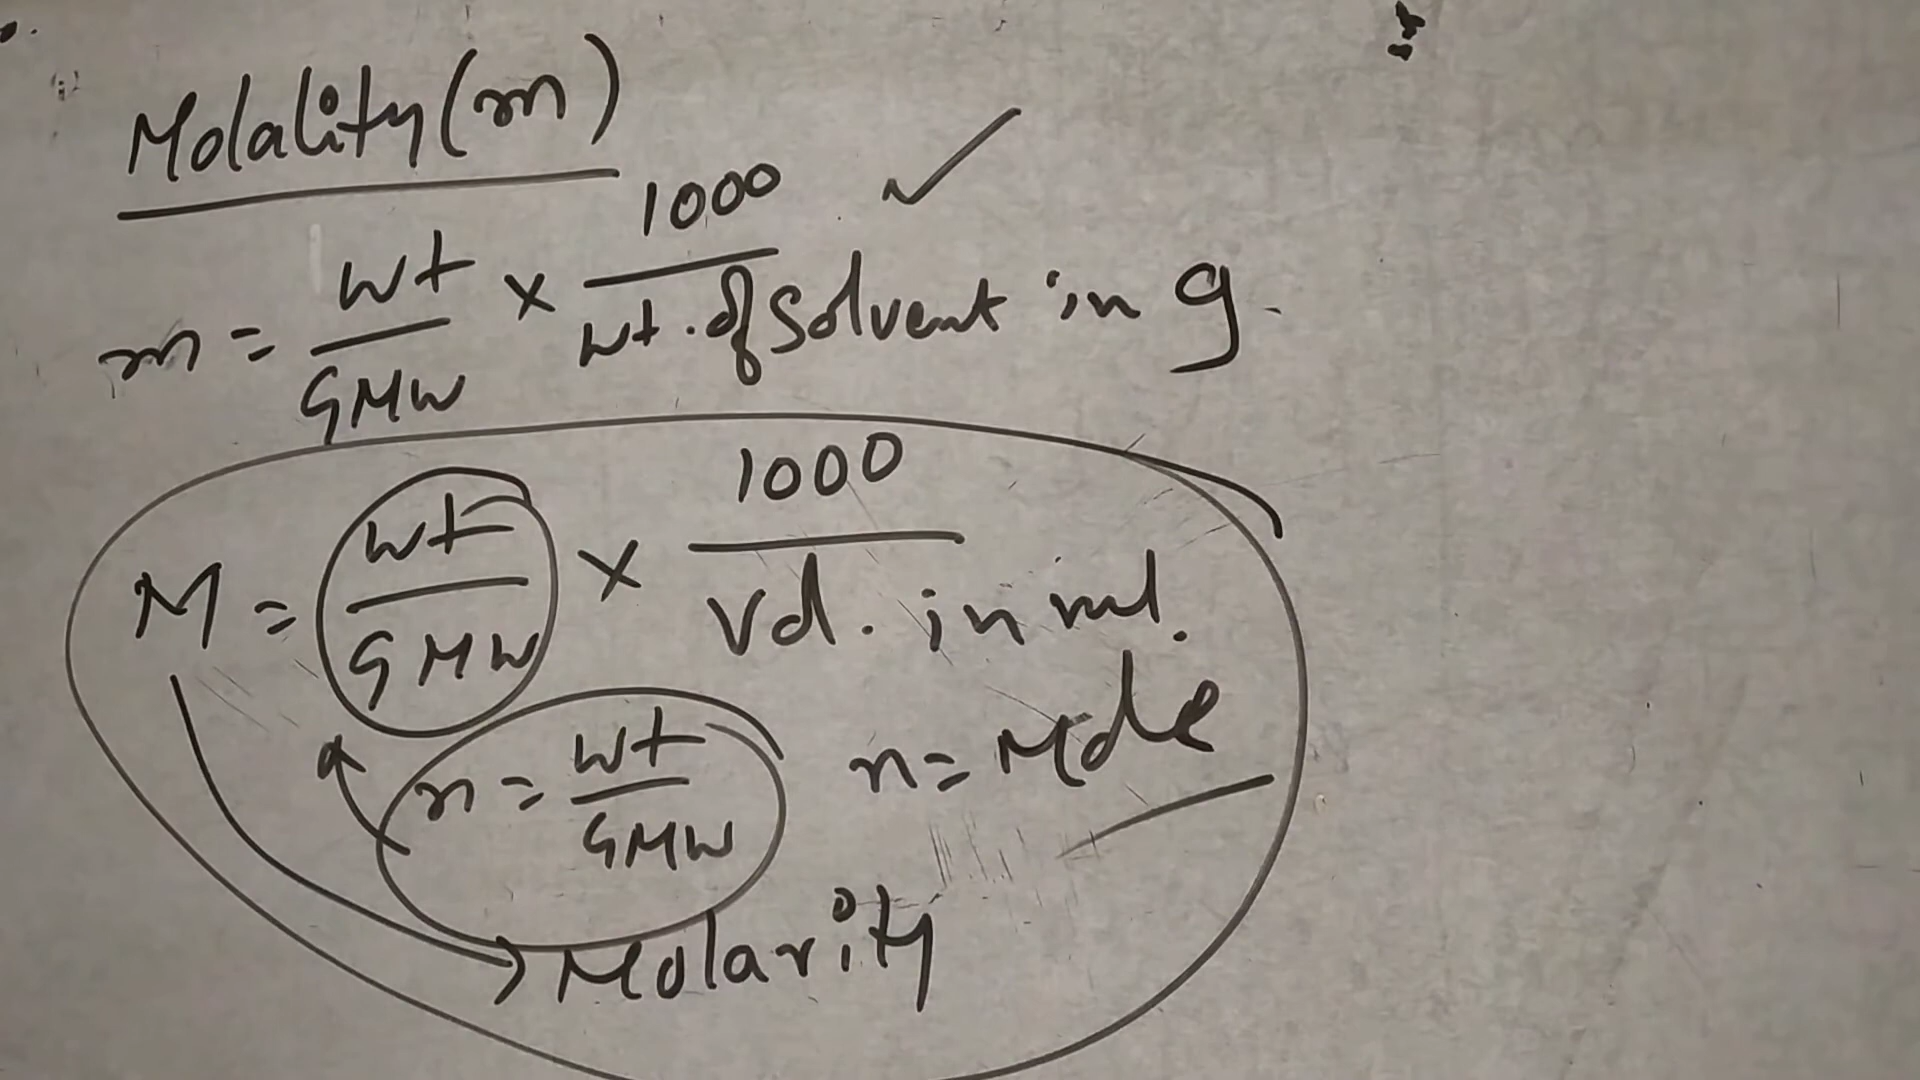 Molality (m)
m = wt/GMW × 1000/wt. of Solvent in g.
M = wt/GMW × 1000/Vol. in ml.
n = wt/GMW n = Mole
Molarity